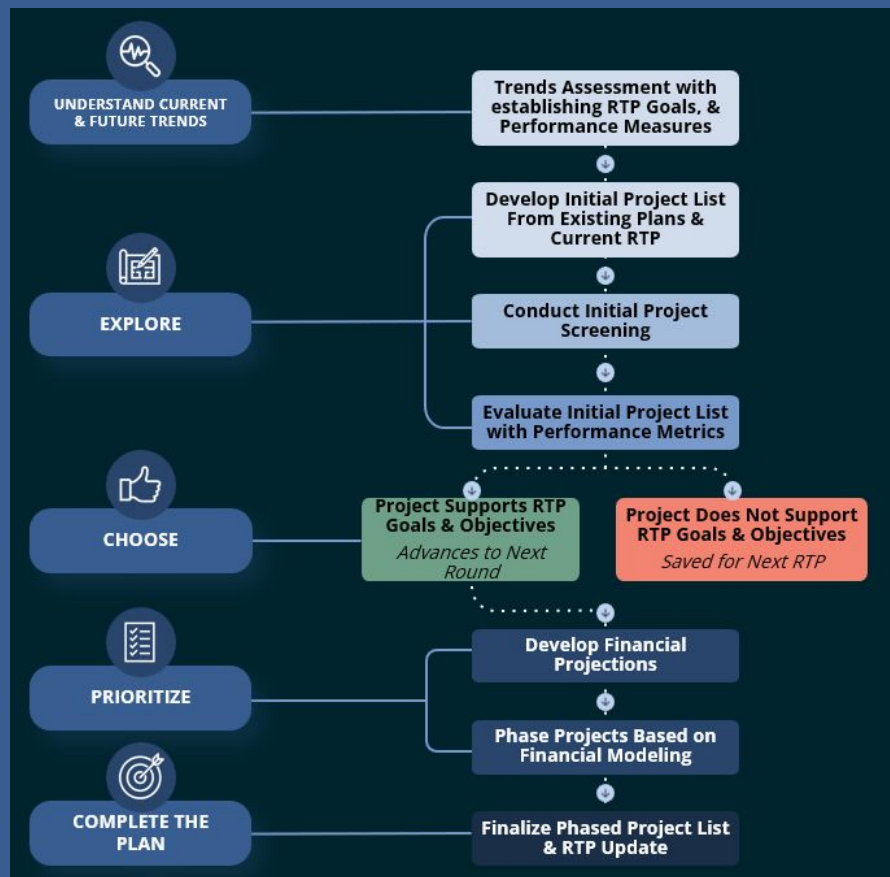 UNDERSTAND CURRENT
& FUTURE TRENDS
Trends Assessment with
establishing RTP Goals, &
Performance Measures
Develop Initial Project List
From Existing Plans &
Current RTP
EXPLORE
Conduct Initial Project
Screening
Evaluate Initial Project List
with Performance Metrics
CHOOSE
Project Supports RTP
Goals & Objectives
Advances to Next
Round
Project Does Not Support
RTP Goals & Objectives
Saved for Next RTP
PRIORITIZE
Develop Financial
Projections
Phase Projects Based on
Financial Modeling
COMPLETE THE
PLAN
Finalize Phased Project List
& RTP Update